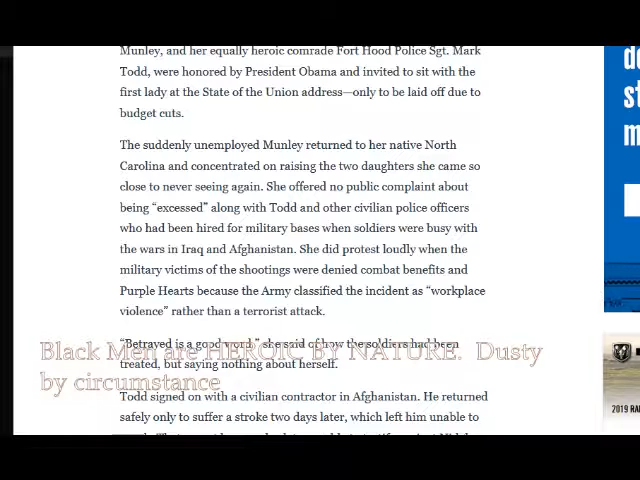 Munley, and her equally heroic comrade Fort Hood Police Sgt. Mark
Todd, were honored by President Obama and invited to sit with the
first lady at the State of the Union address—only to be laid off due to
budget cuts.
The suddenly unemployed Munley returned to her native North
Carolina and concentrated on raising the two daughters she came so
close to never seeing again. She offered no public complaint about
being “excessed” along with Todd and other civilian police officers
who had been hired for military bases when soldiers were busy with
the wars in Iraq and Afghanistan. She did protest loudly when the
military victims of the shootings were denied combat benefits and
Purple Hearts because the Army classified the incident as “workplace
violence” rather than a terrorist attack.
“Betrayed is a good word,” she said of how the soldiers had been
treated, but saying nothing about herself.
Black Men are HEROIC BY NATURE.  Dusty
by circumstance
Todd signed on with a civilian contractor in Afghanistan. He returned
safely only to suffer a stroke two days later, which left him unable to
de
st
m
2019 RA